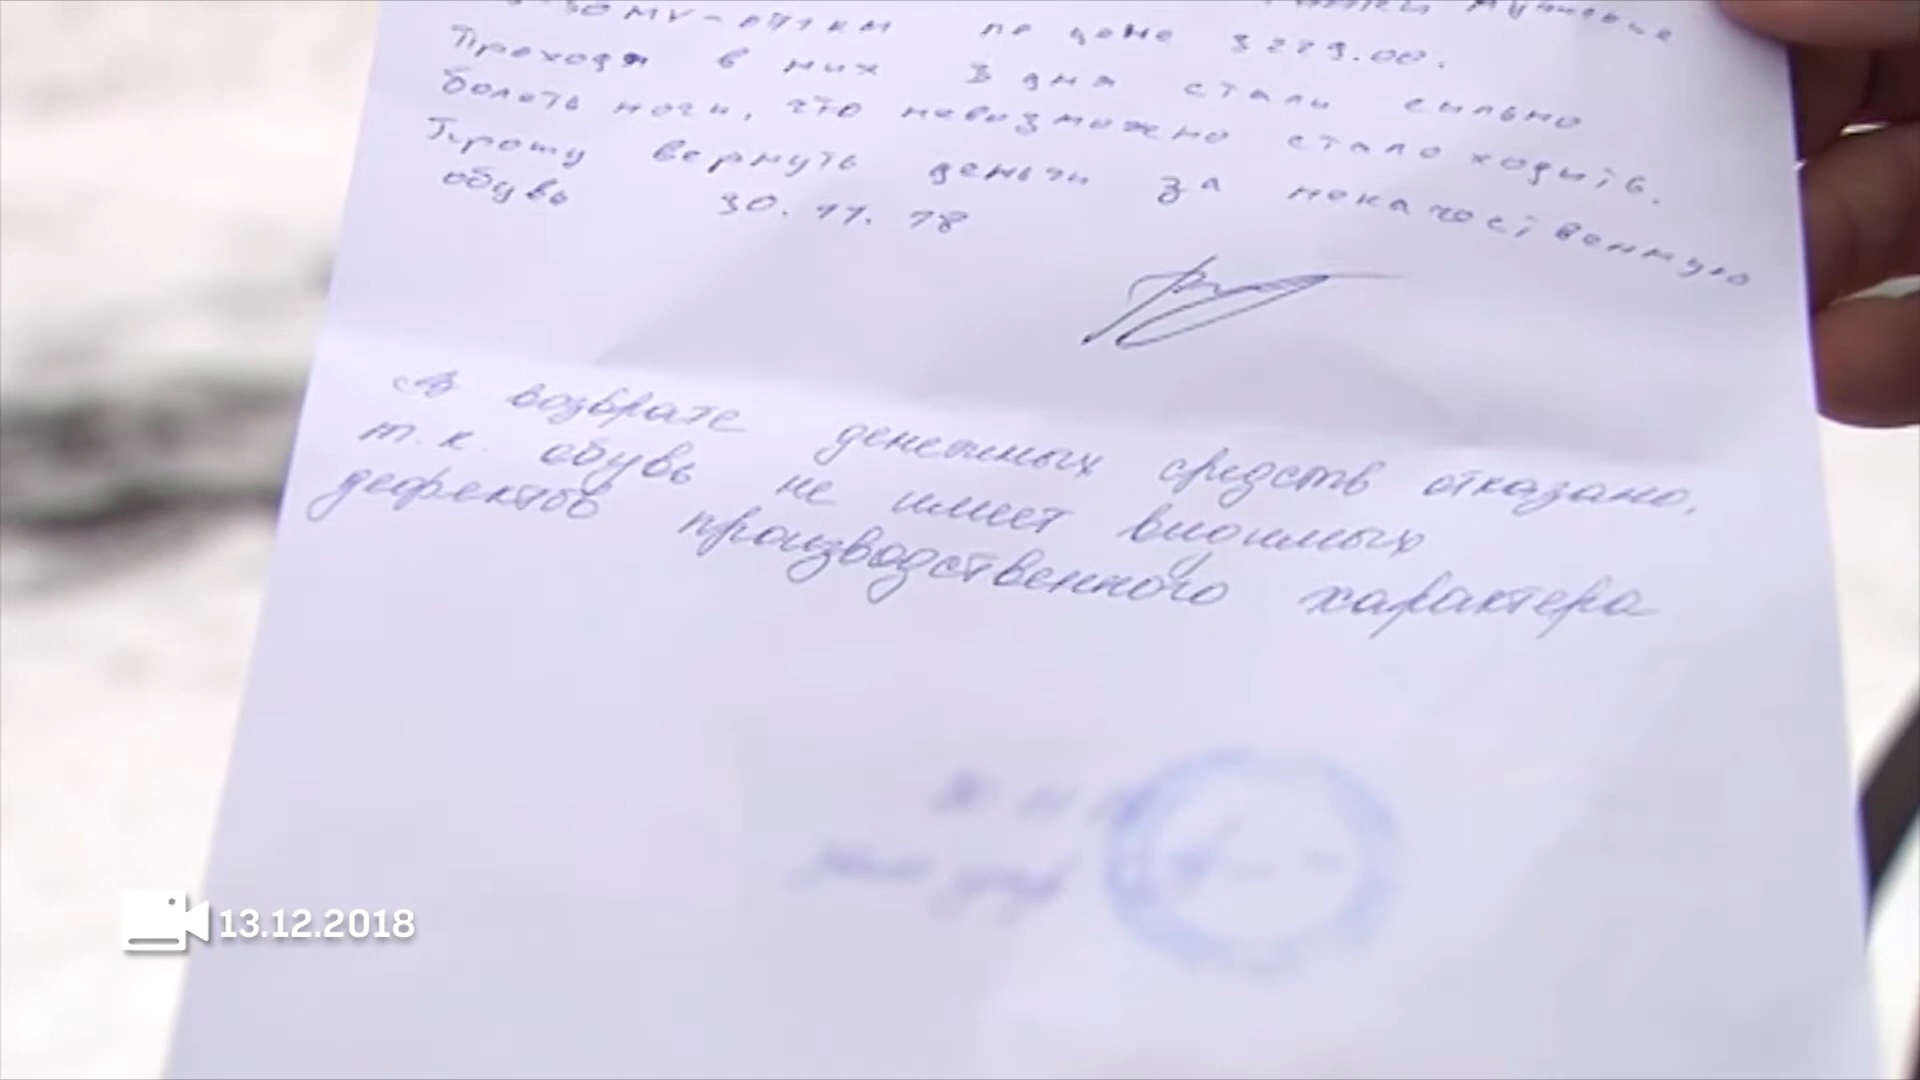 по цене 3229.00.
Проходя в них 3 дня стали сильно
болеть ноги, что невозможно стало ходить.
Прошу вернуть деньги за некачественную
обувь 30.11.18
В возврате денежных средств отказано,
т.к. обувь не имеет видимых
дефектов производственного характера
13.12.2018